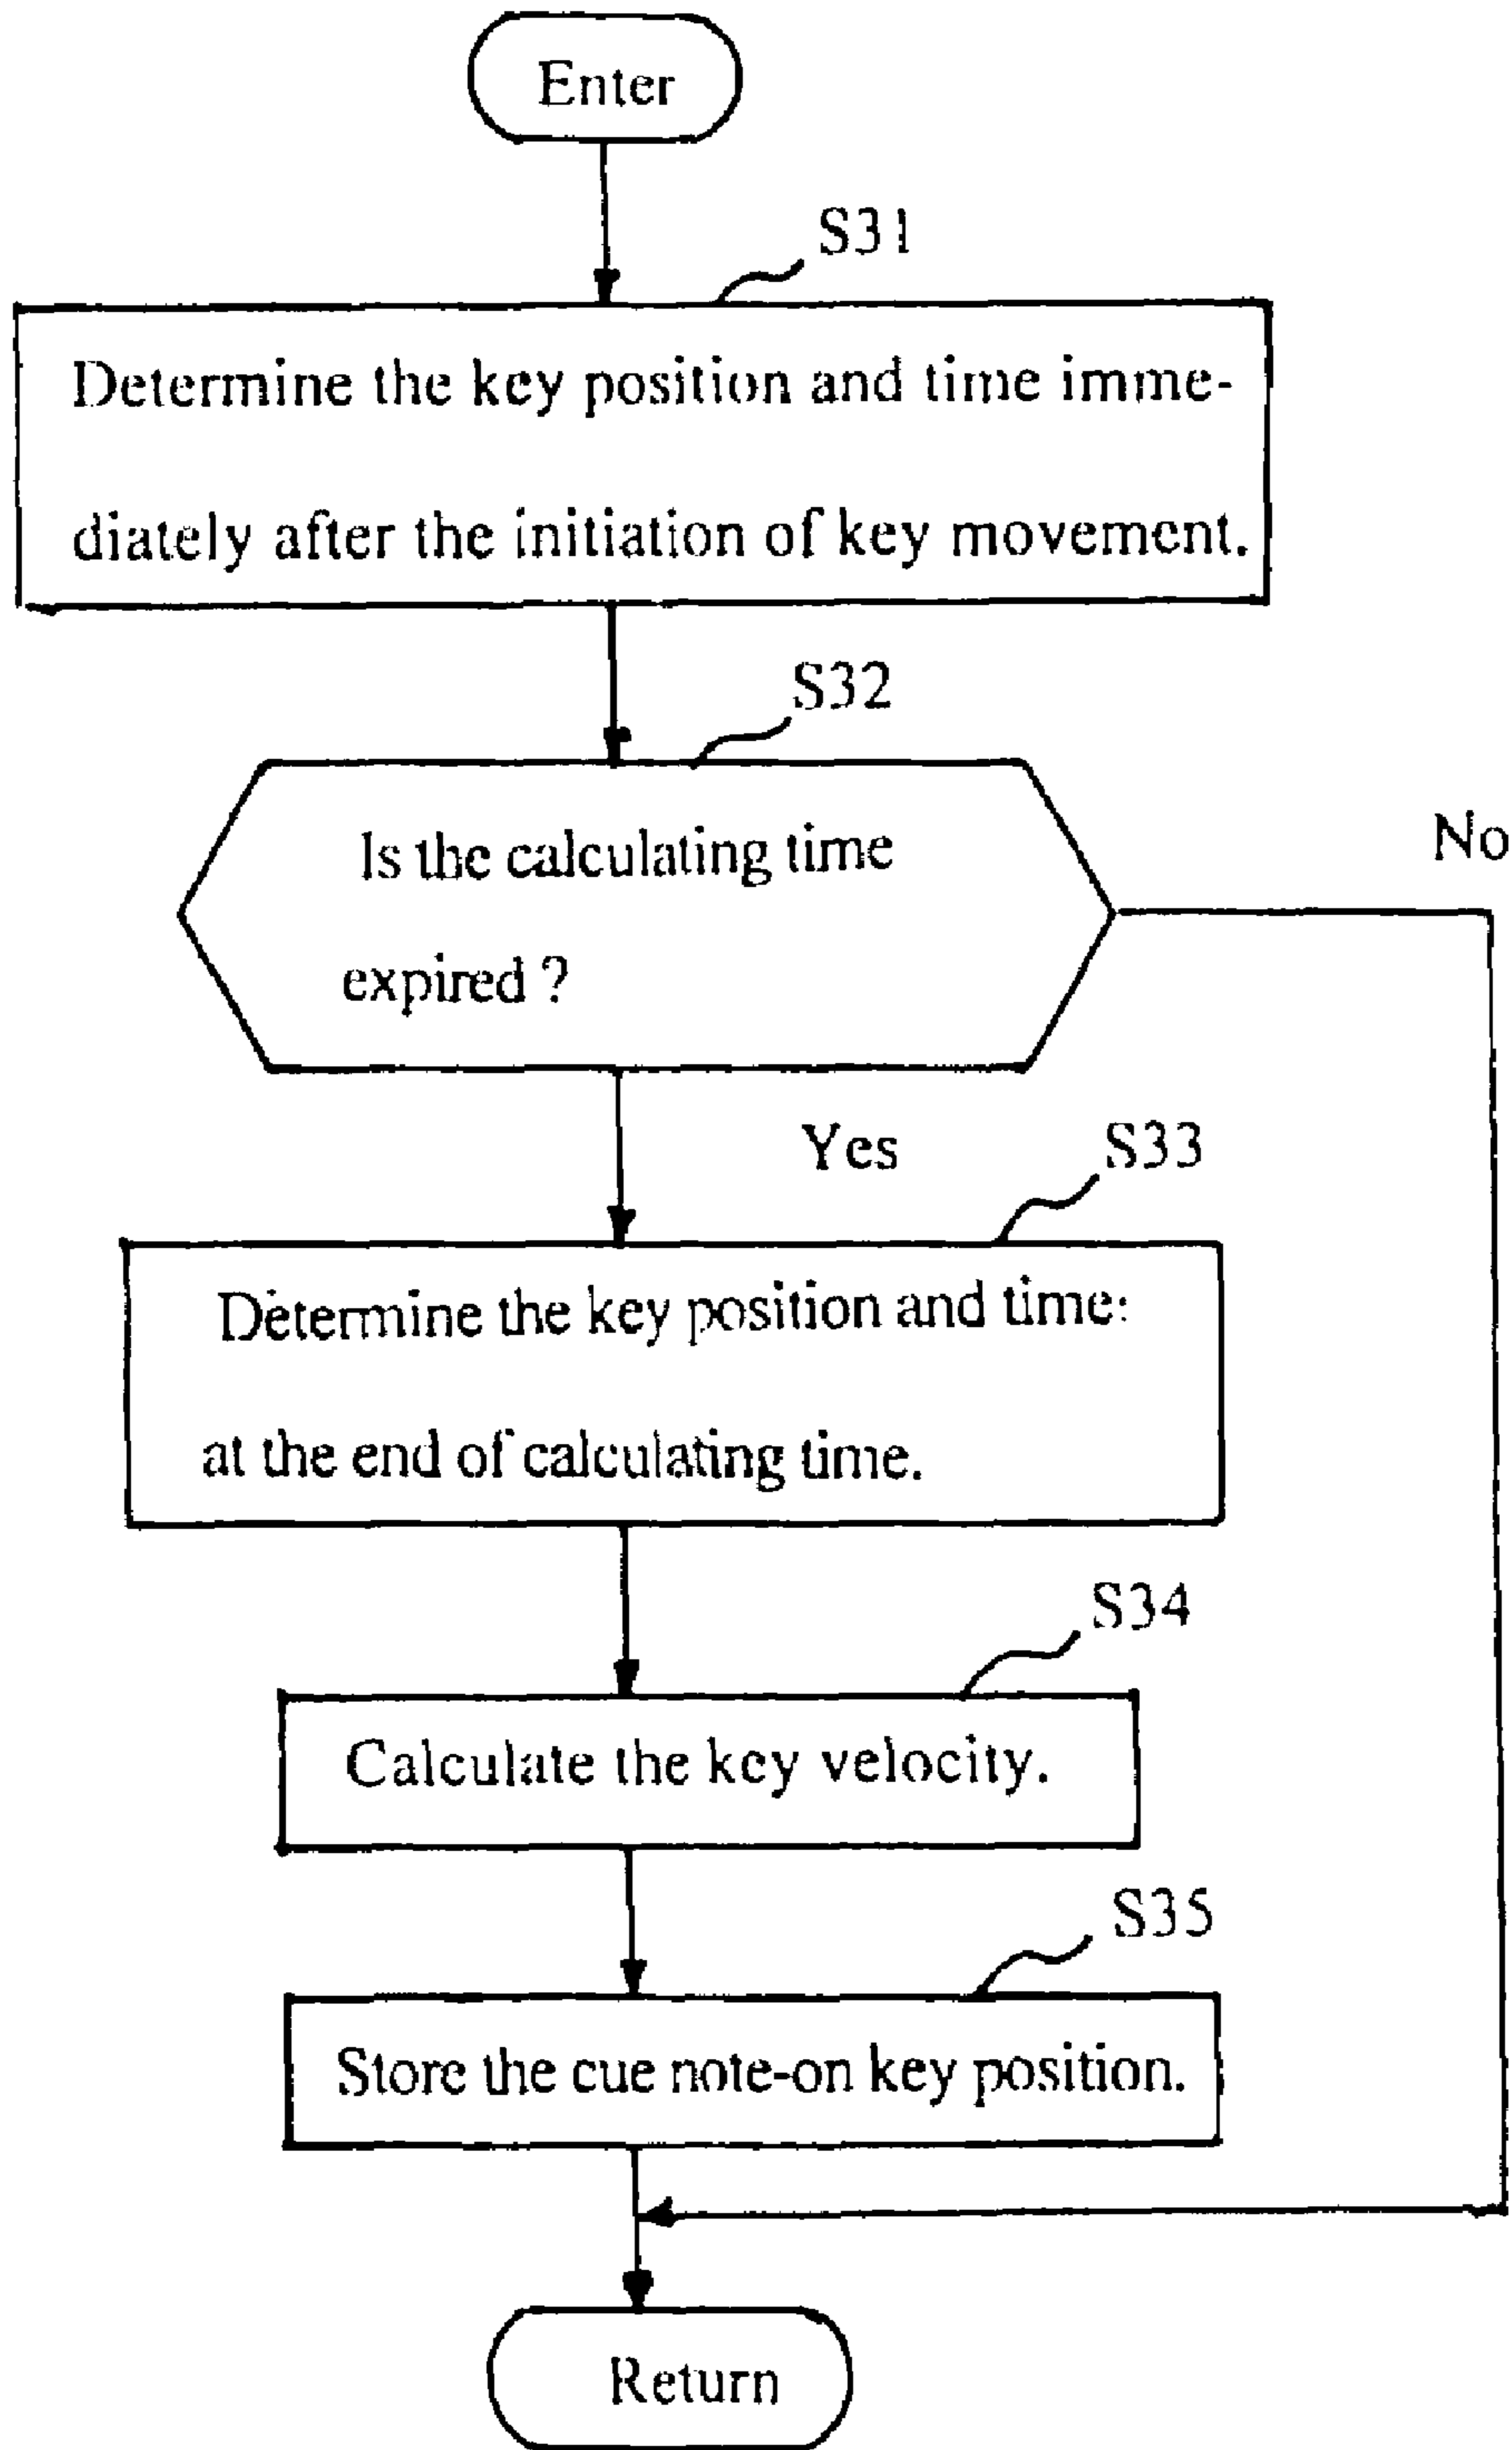 Enter
S31
Determine the key position and time imme-
diately after the initiation of key movement.
S32
Is the calculating time
expired ?
No
Yes
S33
Determine the key position and time
at the end of calculating time.
S34
Calculate the key velocity.
S35
Store the cue note-on key position.
Return